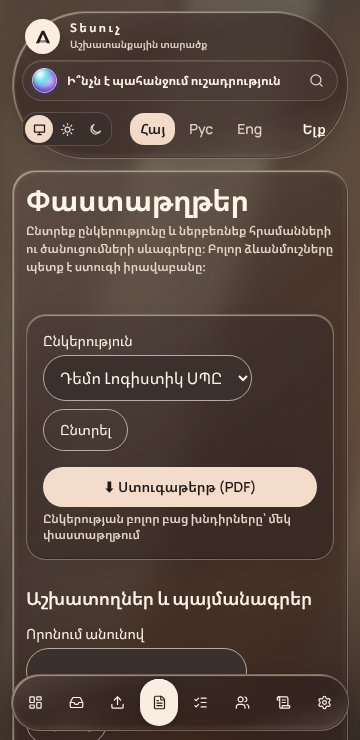 Տեսուչ
Աշխատանքային տարածք
Ի՞նչն է պահանջում ուշադրություն
Հայ Рус Eng Ելք
Փաստաթղթեր
Ընտրեք ընկերությունը և ներբեռնեք հրամանների
ու ծանուցումների սևագրերը։ Բոլոր ձևանմուշները
պետք է ստուգի իրավաբանը։
Ընկերություն
Դեմո Լոգիստիկ ՍՊԸ
Ընտրել
⬇ Ստուգաթերթ (PDF)
Ընկերության բոլոր բաց խնդիրները՝ մեկ
փաստաթղթում
Աշխատողներ և պայմանագրեր
Որոնում անունով